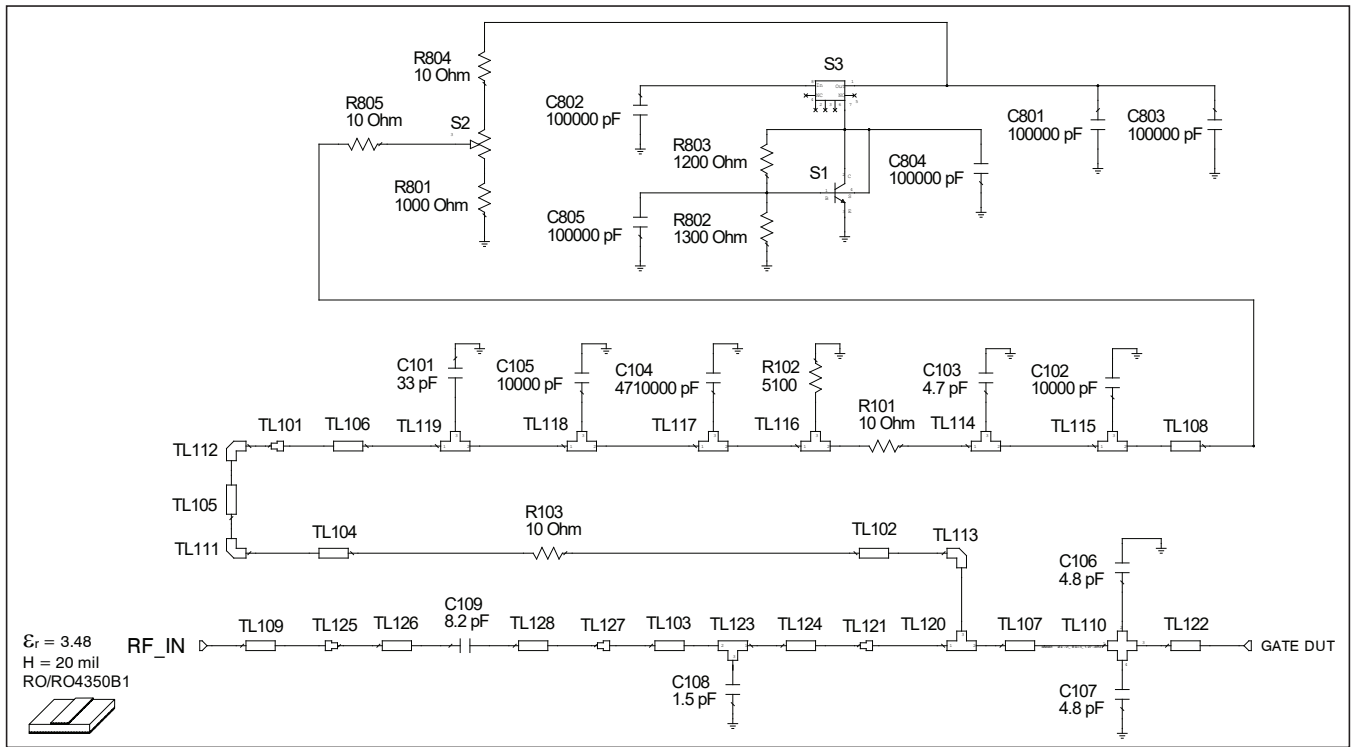 R804
10 Ohm
S3
R805
10 Ohm
S2
C802
100000 pF
In
OUT
C801
100000 pF
C803
100000 pF
R803
1200 Ohm
C804
100000 pF
R801
1000 Ohm
S1
C805
100000 pF
R802
1300 Ohm
C101
33 pF
C105
10000 pF
C104
4710000 pF
R102
5100
C103
4.7 pF
C102
10000 pF
R101
10 Ohm
TL101
TL106
TL119
TL118
TL117
TL116
TL114
TL115
TL108
TL112
TL105
TL111
TL104
R103
10 Ohm
TL102
TL113
C106
4.8 pF
C109
8.2 pF
RF_IN
TL109
TL125
TL126
TL128
TL127
TL103
TL123
TL124
TL121
TL120
TL107
TL110
TL122
GATE DUT
C108
1.5 pF
C107
4.8 pF
εr = 3.48
H = 20 mil
RO/RO4350B1